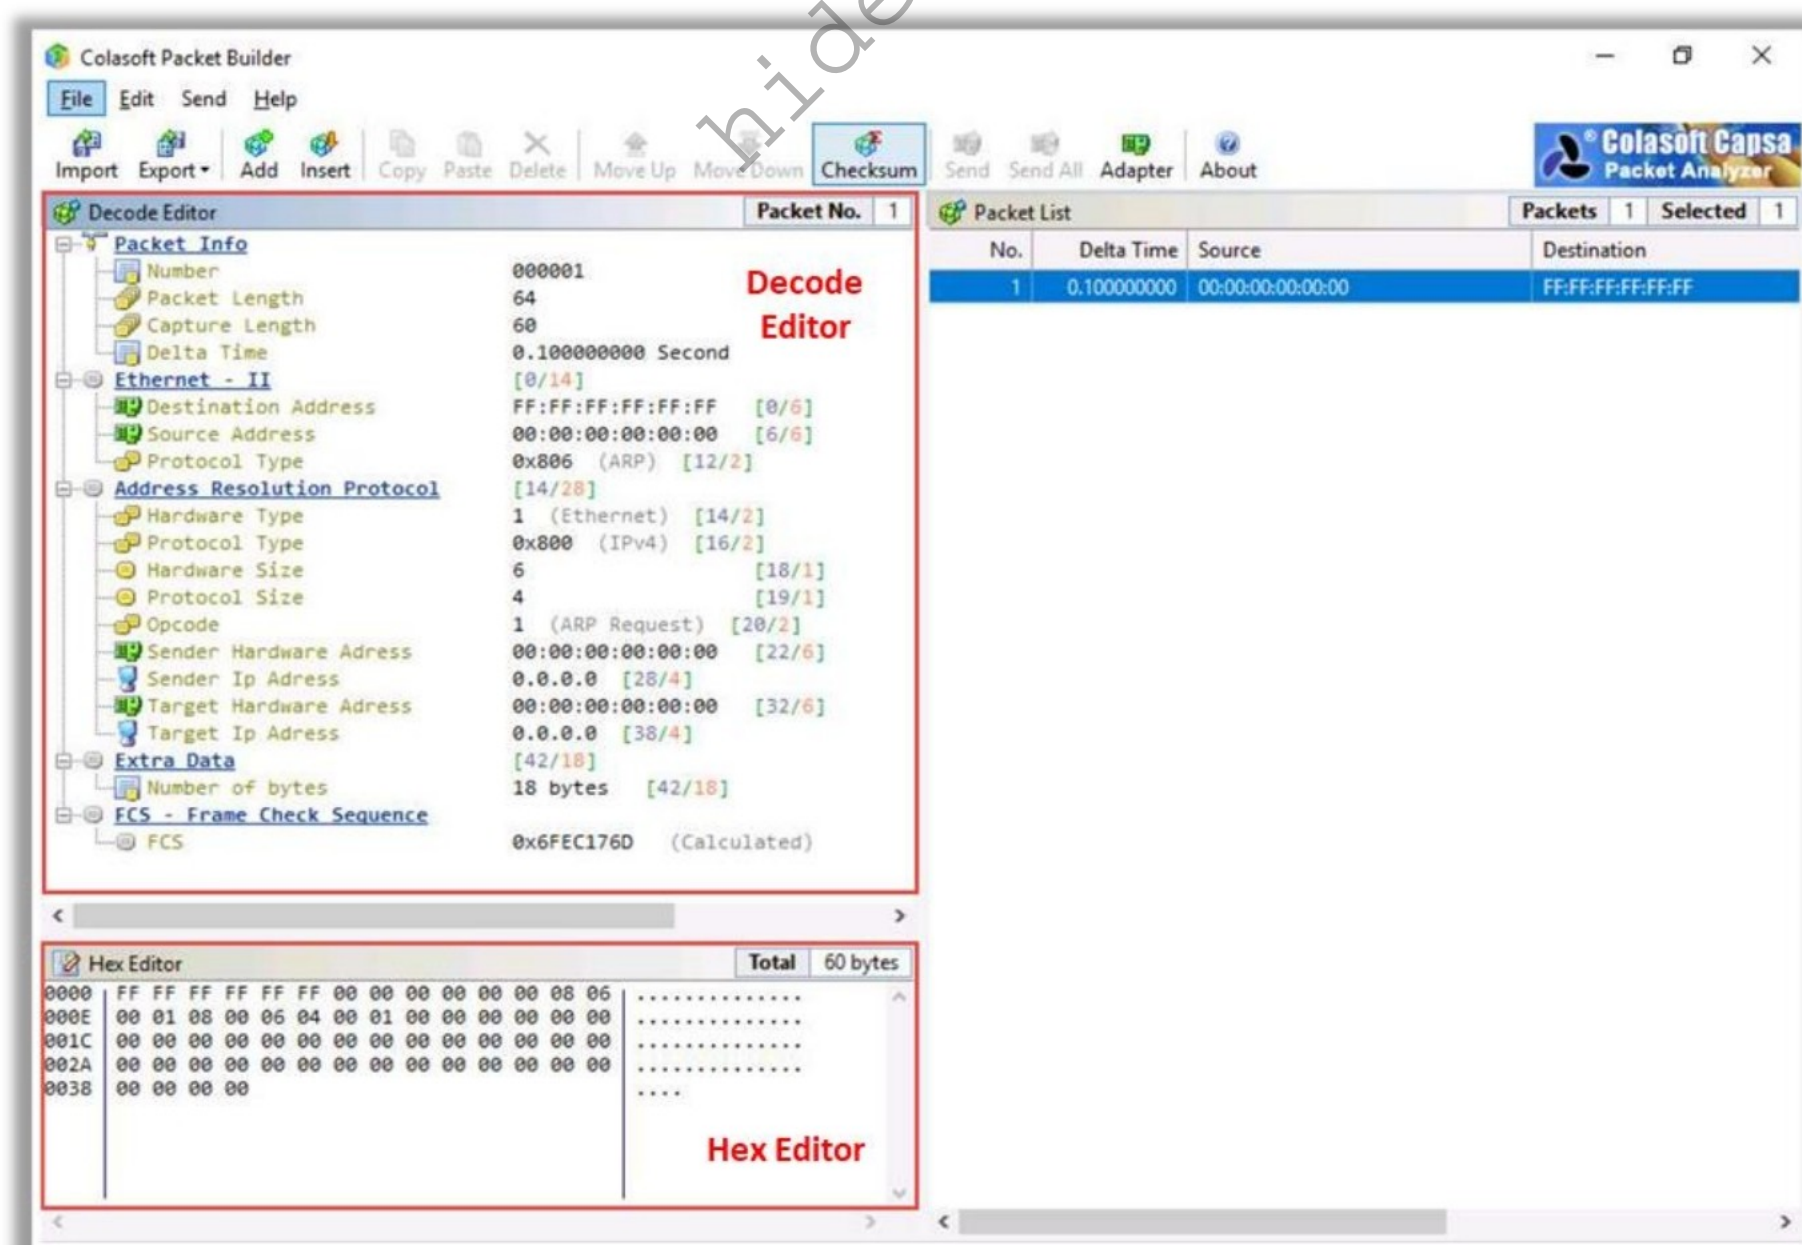 hide
Colasoft Packet Builder
File Edit Send Help
Import Export Add Insert Copy Paste Delete Move Up Move Down Checksum Send Send All Adapter About
Colasoft Capsa
Packet Analyzer
Decode Editor Packet No. 1
Packet Info
Number 000001
Packet Length 64
Capture Length 60
Delta Time 0.100000000 Second
Ethernet - II [0/14]
Destination Address FF:FF:FF:FF:FF:FF [0/6]
Source Address 00:00:00:00:00:00 [6/6]
Protocol Type 0x806 (ARP) [12/2]
Address Resolution Protocol [14/28]
Hardware Type 1 (Ethernet) [14/2]
Protocol Type 0x800 (IPv4) [16/2]
Hardware Size 6 [18/1]
Protocol Size 4 [19/1]
Opcode 1 (ARP Request) [20/2]
Sender Hardware Adress 00:00:00:00:00:00 [22/6]
Sender Ip Adress 0.0.0.0 [28/4]
Target Hardware Adress 00:00:00:00:00:00 [32/6]
Target Ip Adress 0.0.0.0 [38/4]
Extra Data [42/18]
Number of bytes 18 bytes [42/18]
FCS - Frame Check Sequence
FCS 0x6FEC176D (Calculated)
Decode
Editor
Hex Editor Total 60 bytes
0000 FF FF FF FF FF FF 00 00 00 00 00 00 08 06 ..............
000E 00 01 08 00 06 04 00 01 00 00 00 00 00 00 ..............
001C 00 00 00 00 00 00 00 00 00 00 00 00 00 00 ..............
002A 00 00 00 00 00 00 00 00 00 00 00 00 00 00 ..............
0038 00 00 00 00 ....
Hex Editor
Packet List Packets 1 Selected 1
No. Delta Time Source Destination
1 0.100000000 00:00:00:00:00:00 FF:FF:FF:FF:FF:FF